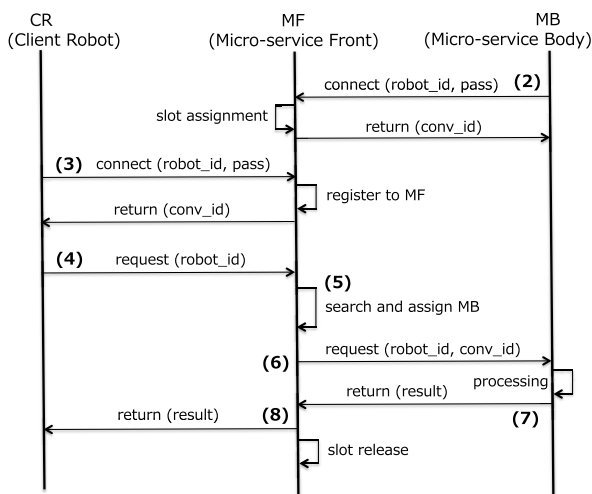 CR
(Client Robot)
MF
(Micro-service Front)
MB
(Micro-service Body)
connect (robot_id, pass) (2)
slot assignment
return (conv_id)
(3) connect (robot_id, pass)
register to MF
return (conv_id)
(4) request (robot_id)
(5)
search and assign MB
(6) request (robot_id, conv_id)
processing
return (result)
(7)
return (result) (8)
slot release